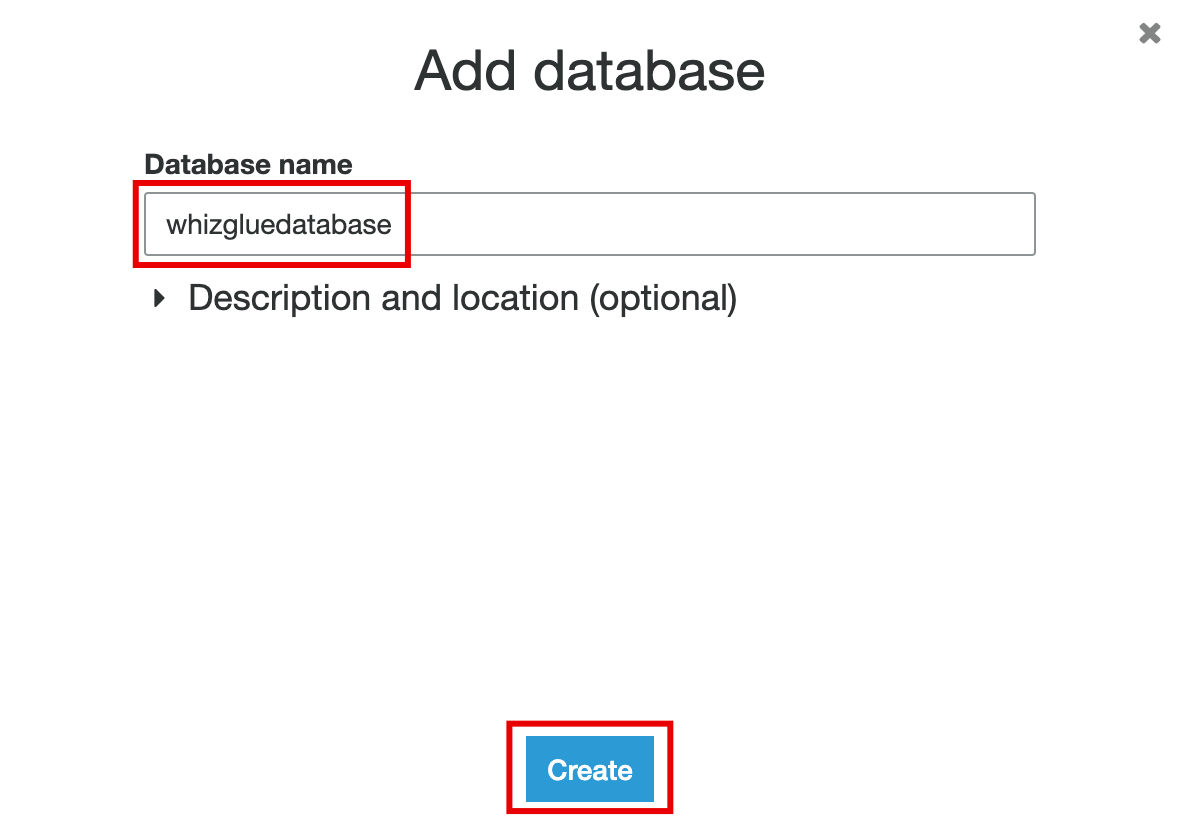 Add database
Database name
whizgluedatabase
Description and location (optional)
Create